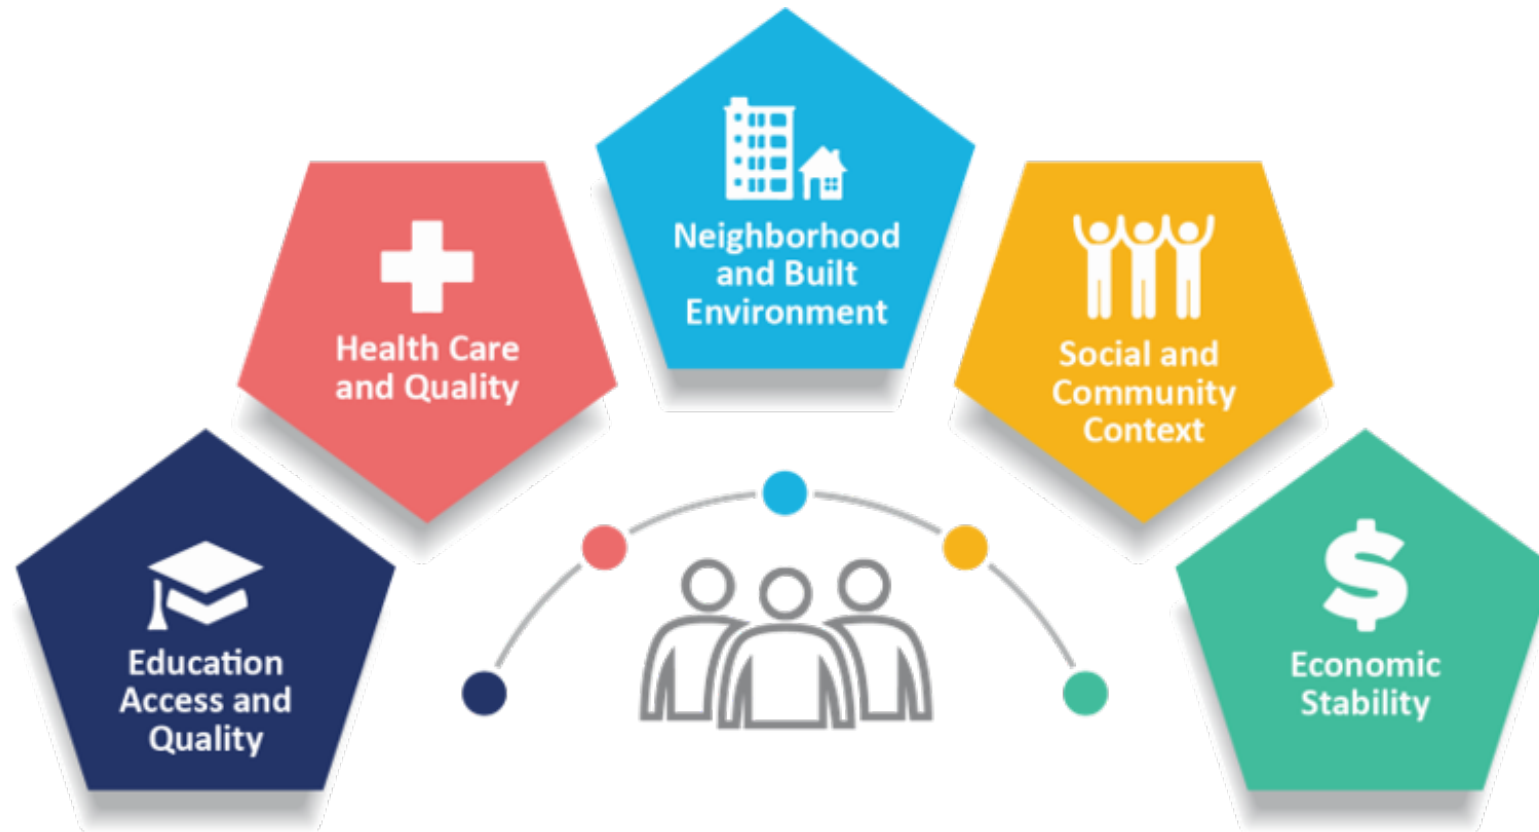 Education
Access and
Quality
Health Care
and Quality
Neighborhood
and Built
Environment
Social and
Community
Context
$
Economic
Stability